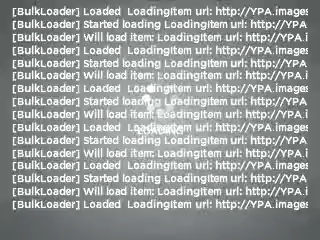 [BulkLoader] Loaded  LoadingItem url: http://YPA.images
[BulkLoader] Started loading LoadingItem url: http://YPA
[BulkLoader] Will load item: LoadingItem url: http://YPA.i
[BulkLoader] Loaded  LoadingItem url: http://YPA.images
[BulkLoader] Started loading LoadingItem url: http://YPA
[BulkLoader] Will load item: LoadingItem url: http://YPA.i
[BulkLoader] Loaded  LoadingItem url: http://YPA.images
[BulkLoader] Started loading LoadingItem url: http://YPA
[BulkLoader] Will load item: LoadingItem url: http://YPA.i
[BulkLoader] Loaded  LoadingItem url: http://YPA.images
[BulkLoader] Started loading LoadingItem url: http://YPA
[BulkLoader] Will load item: LoadingItem url: http://YPA.i
[BulkLoader] Loaded  LoadingItem url: http://YPA.images
[BulkLoader] Started loading LoadingItem url: http://YPA
[BulkLoader] Will load item: LoadingItem url: http://YPA.i
[BulkLoader] Loaded  LoadingItem url: http://YPA.images